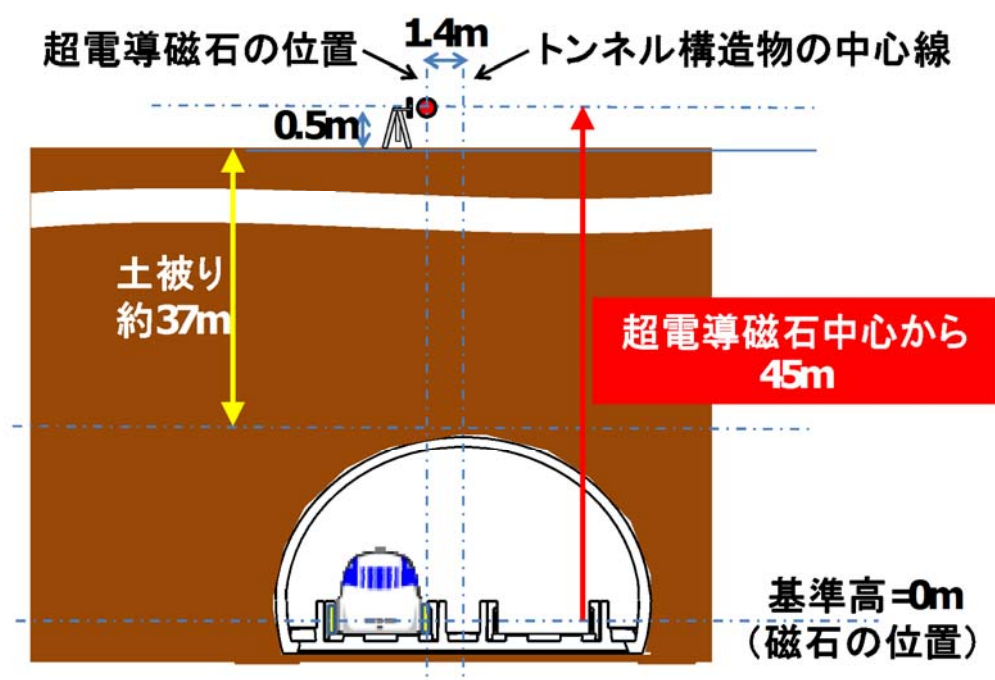 1.4m
超電導磁石の位置
トンネル構造物の中心線
0.5m
土被り
約37m
超電導磁石中心から
45m
基準高=0m
(磁石の位置)